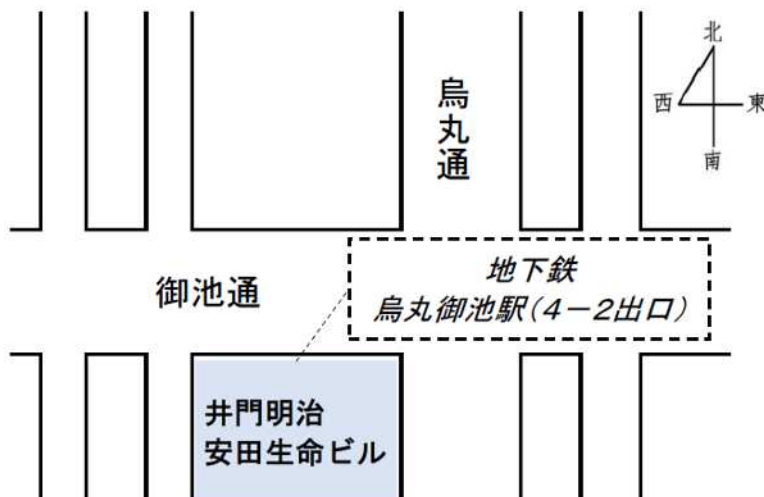 北
西 東
南
烏丸通
御池通
地下鉄
烏丸御池駅(4－2出口)
井門明治
安田生命ビル